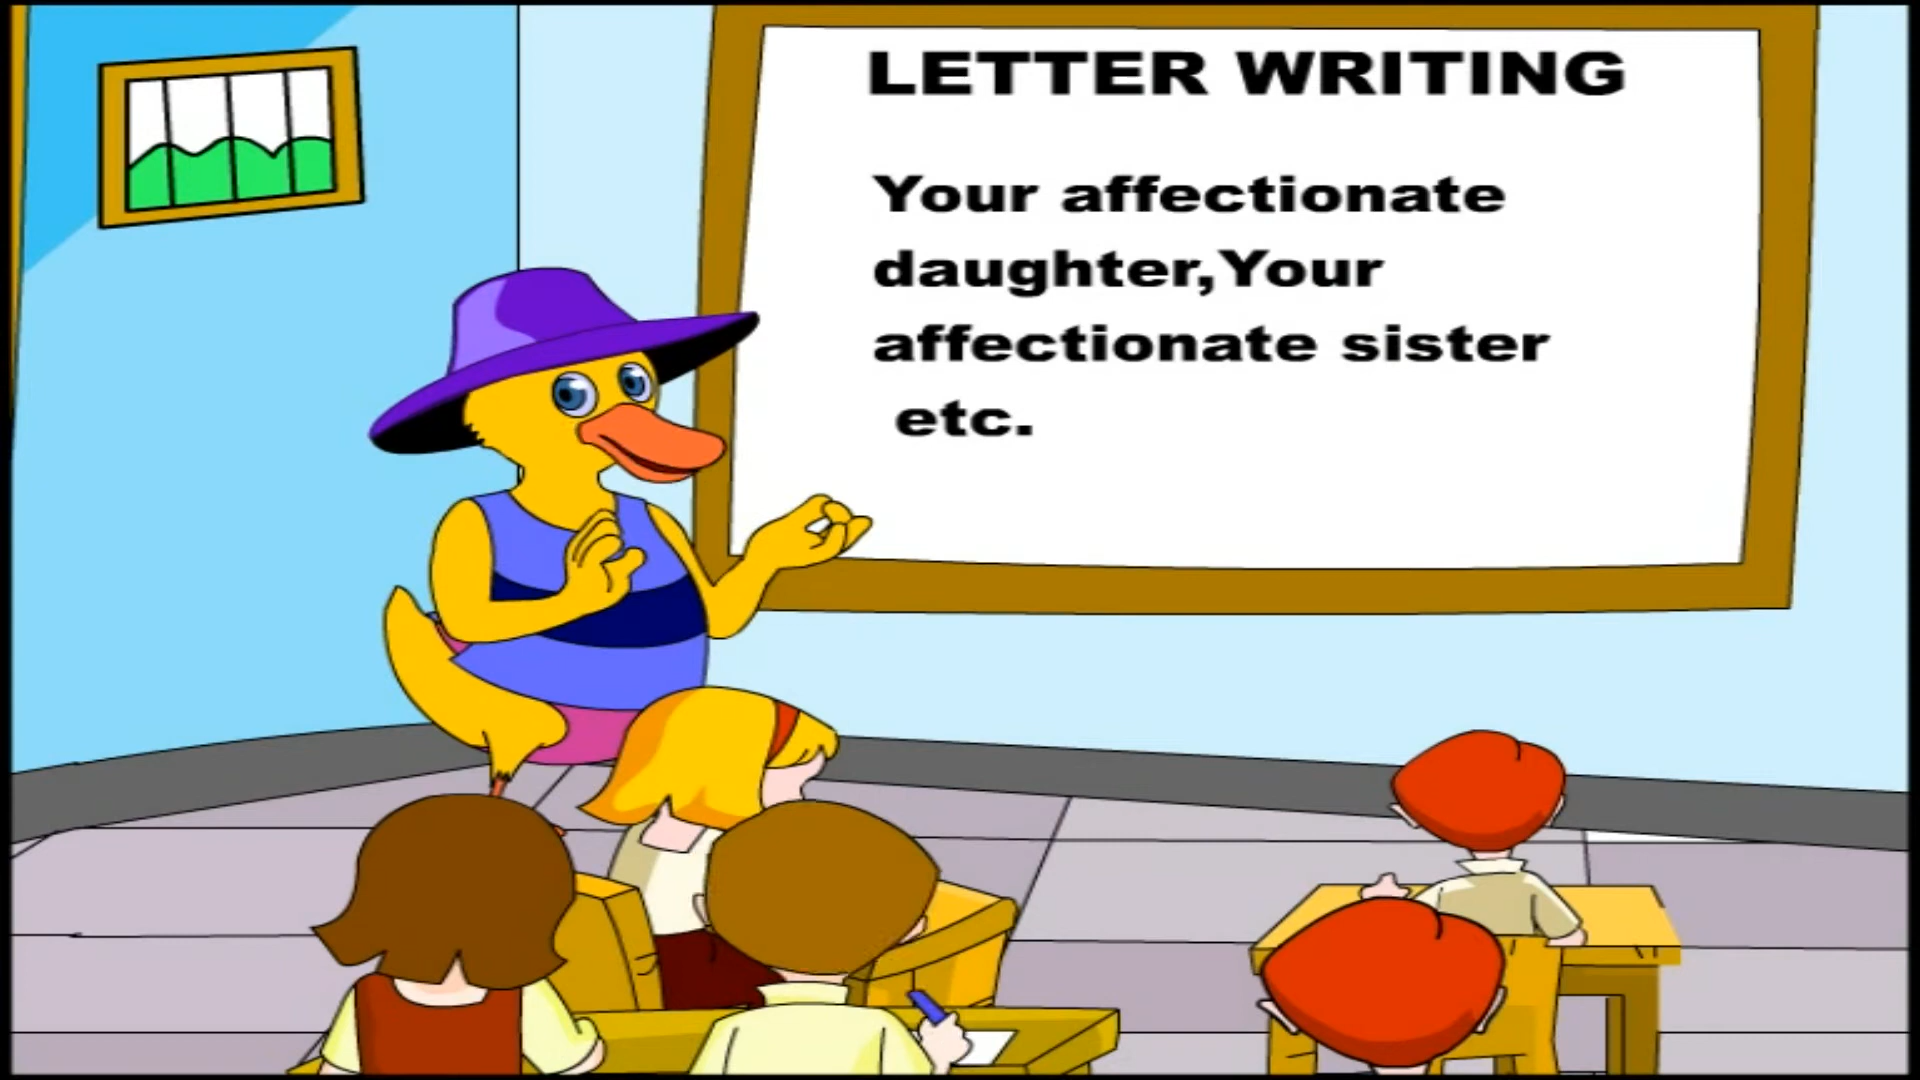 LETTER WRITING
Your affectionate
daughter,Your
affectionate sister
etc.